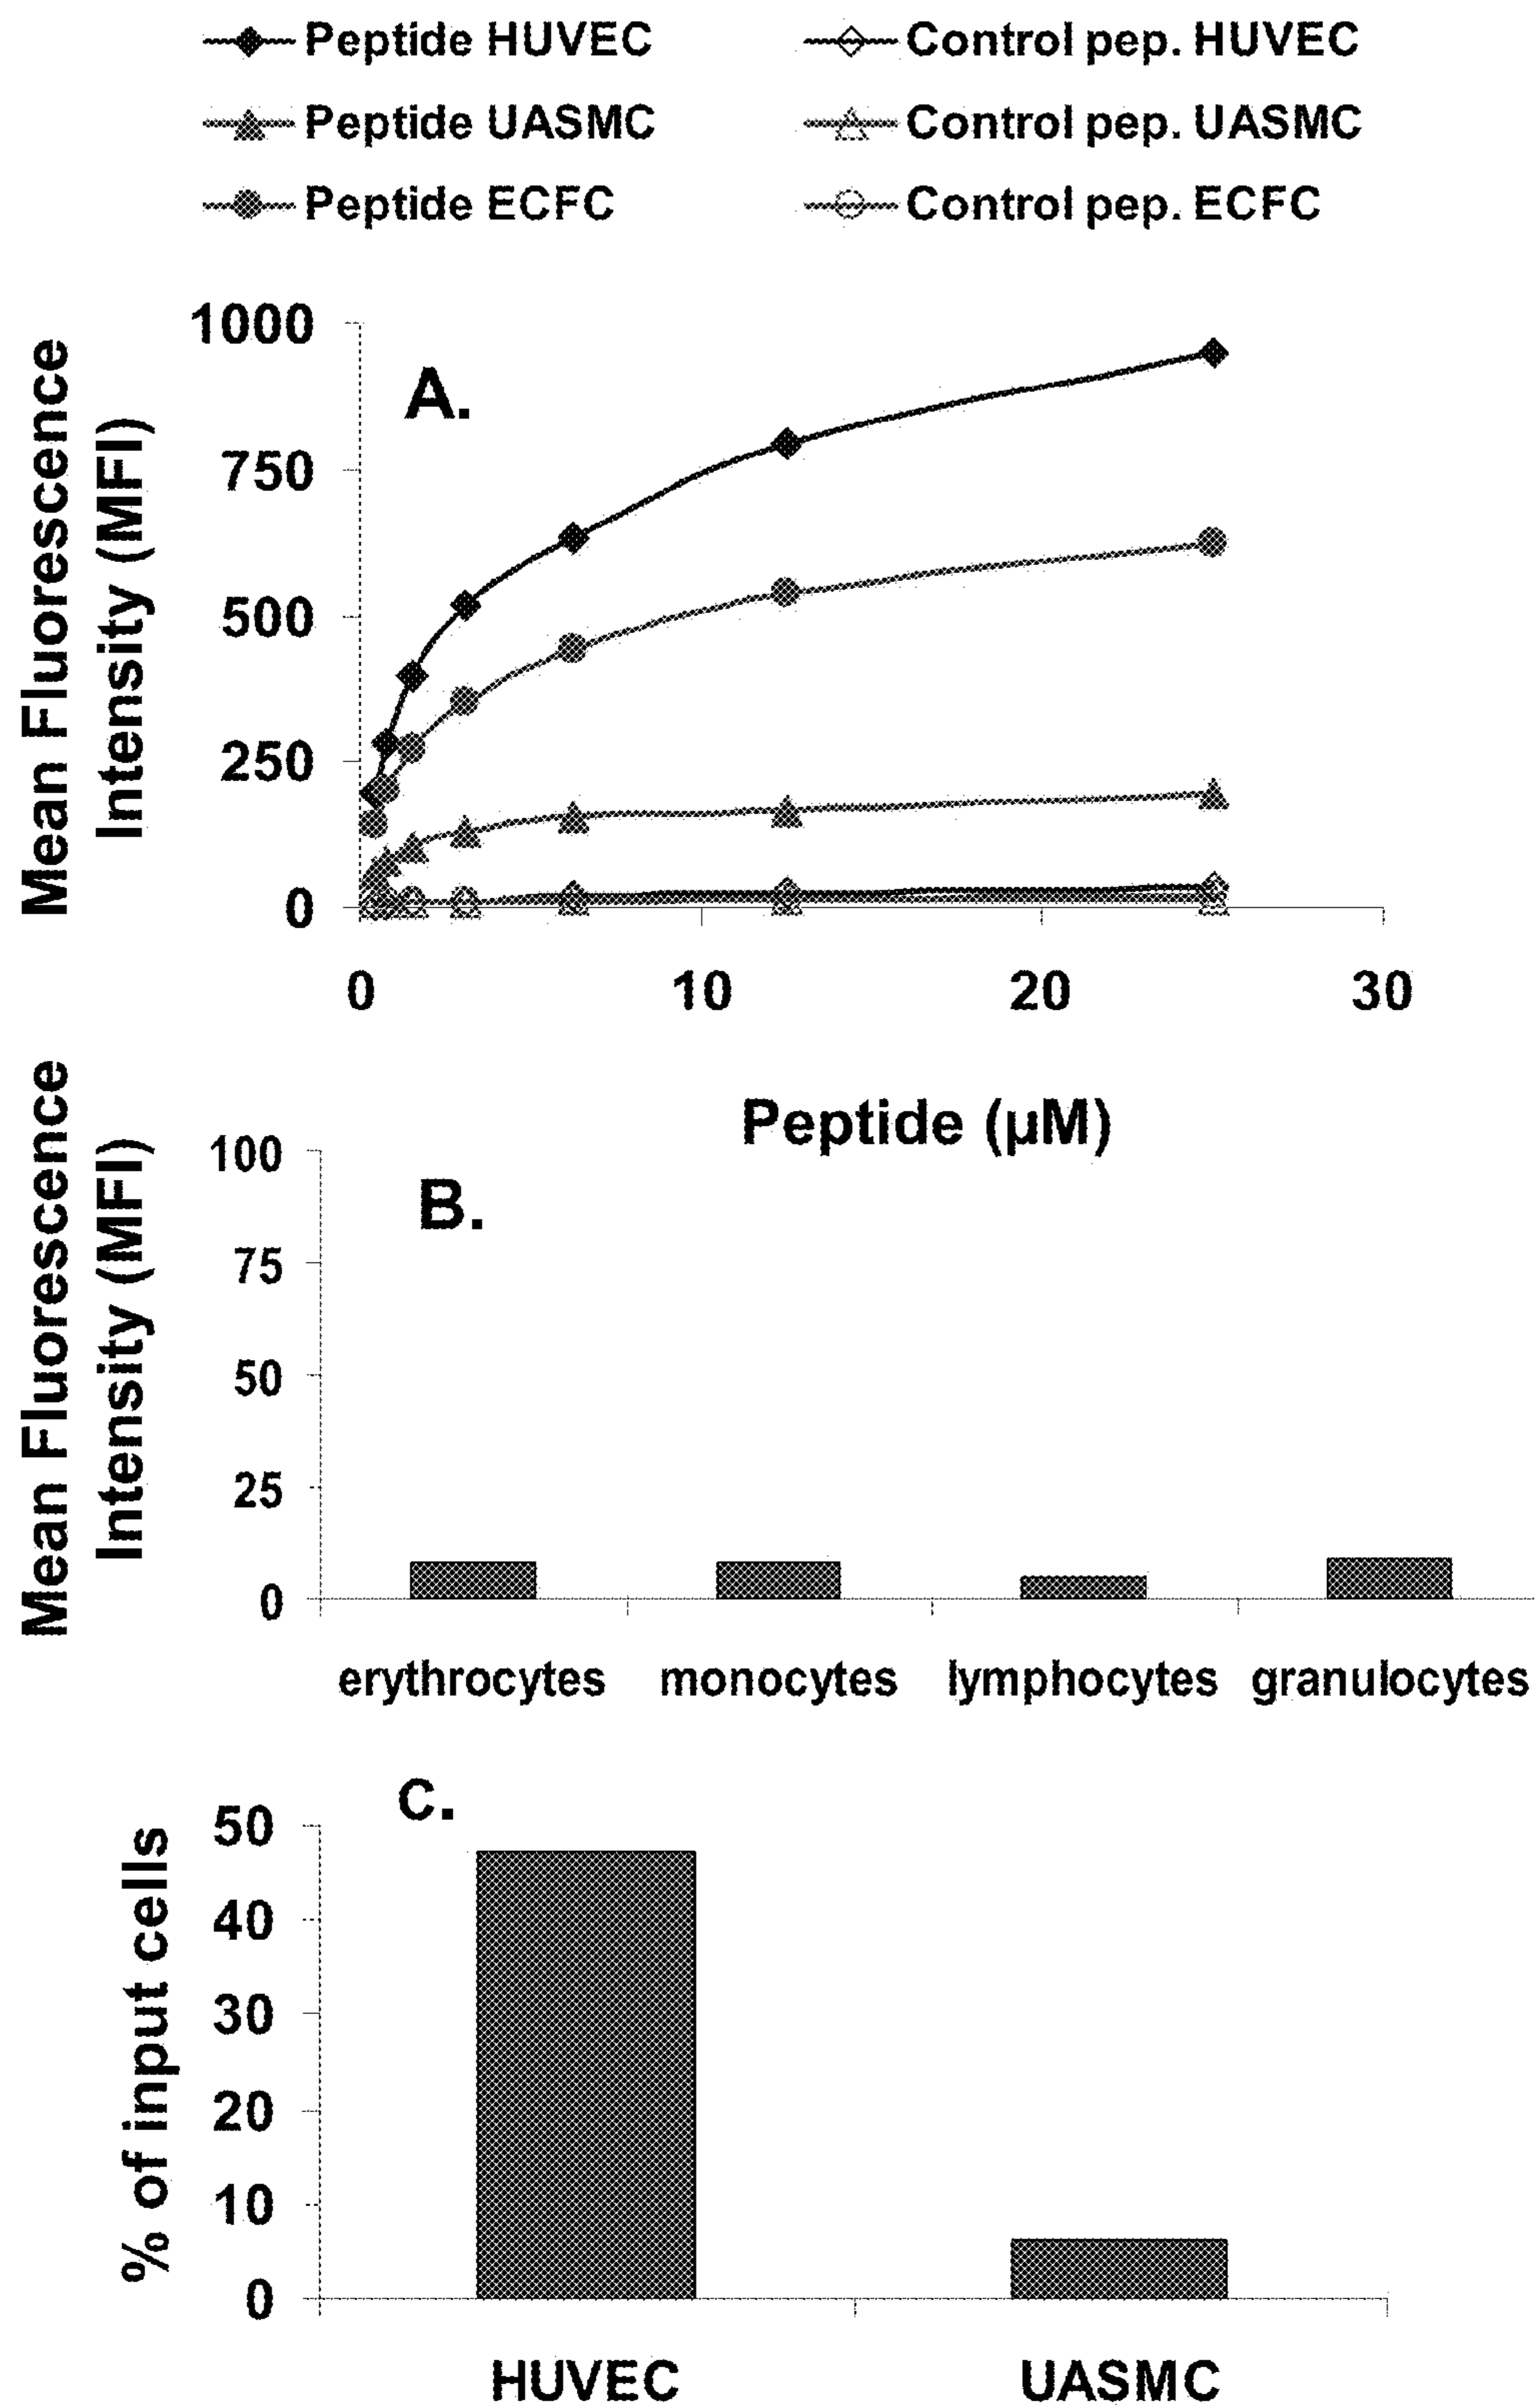 Peptide HUVEC
Control pep. HUVEC
Peptide UASMC
Control pep. UASMC
Peptide ECFC
Control pep. ECFC
Mean Fluorescence
Intensity (MFI)
A.
1000
750
500
250
0
0 10 20 30
Peptide (µM)
Mean Fluorescence
Intensity (MFI)
B.
100
75
50
25
0
erythrocytes monocytes lymphocytes granulocytes
% of input cells
C.
50
40
30
20
10
0
HUVEC UASMC